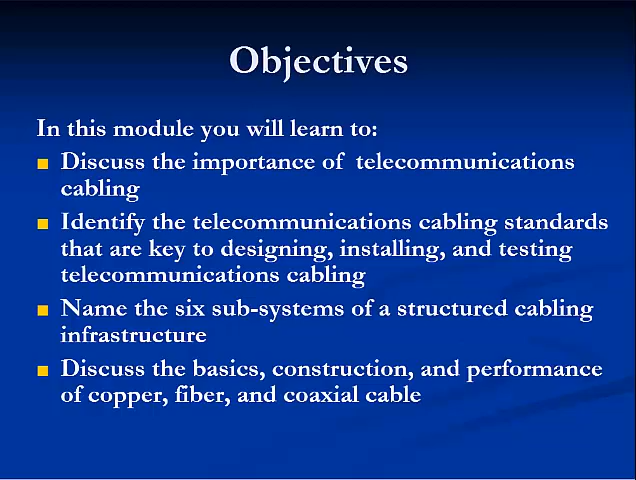 Objectives
In this module you will learn to:
Discuss the importance of telecommunications
cabling
Identify the telecommunications cabling standards
that are key to designing, installing, and testing
telecommunications cabling
Name the six sub-systems of a structured cabling
infrastructure
Discuss the basics, construction, and performance
of copper, fiber, and coaxial cable